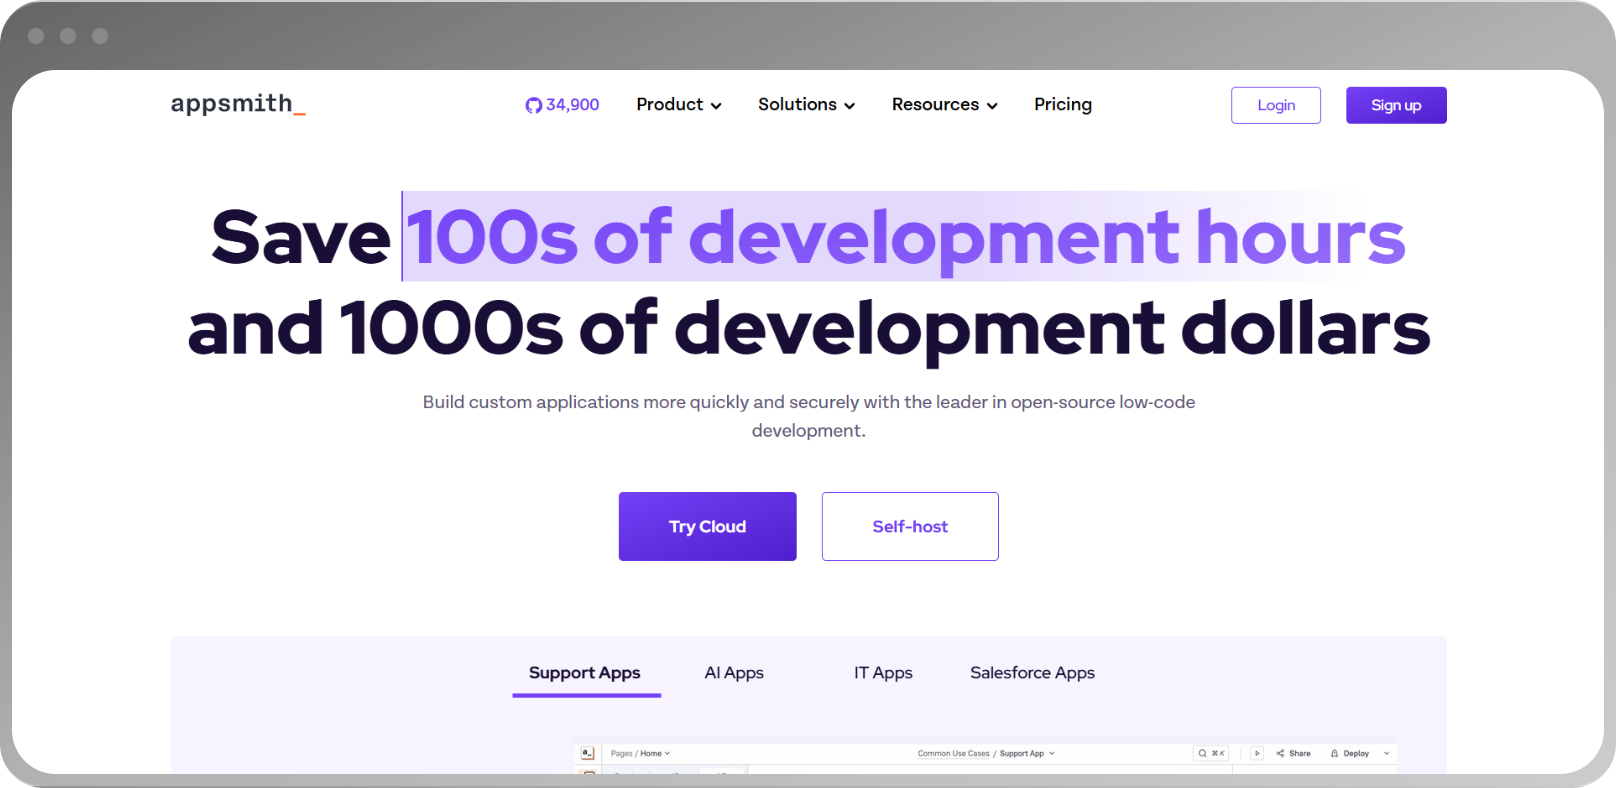 appsmith_
34,900 Product Solutions Resources Pricing
Login Sign up
Save 100s of development hours
and 1000s of development dollars
Build custom applications more quickly and securely with the leader in open-source low-code
development.
Try Cloud Self-host
Support Apps AI Apps IT Apps Salesforce Apps
a_ Pages / Home Common Use Cases / Support App ⌘ K Share Deploy